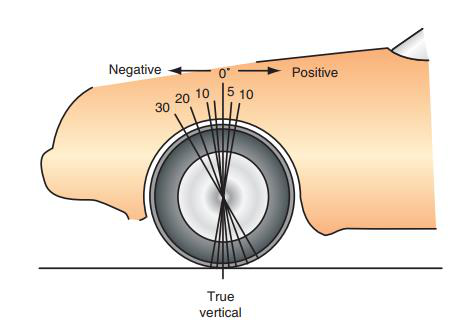 Negative 0° Positive
30 20 10 5 10
True
vertical